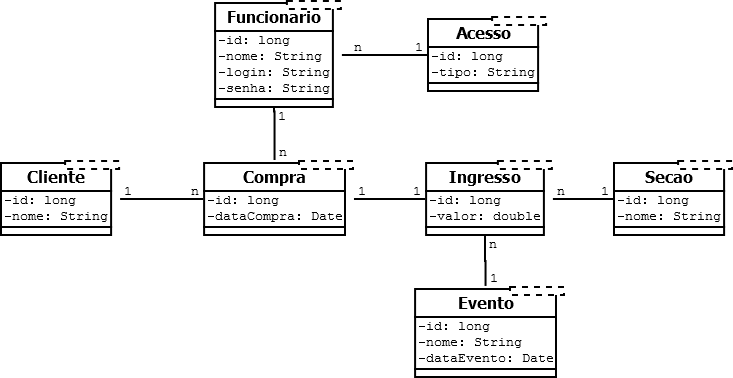 Funcionario
-id: long
-nome: String
-login: String
-senha: String
n
1
Acesso
-id: long
-tipo: String
1
n
Cliente
-id: long
-nome: String
1
n
Compra
-id: long
-dataCompra: Date
1
1
Ingresso
-id: long
-valor: double
n
1
Secao
-id: long
-nome: String
n
1
Evento
-id: long
-nome: String
-dataEvento: Date